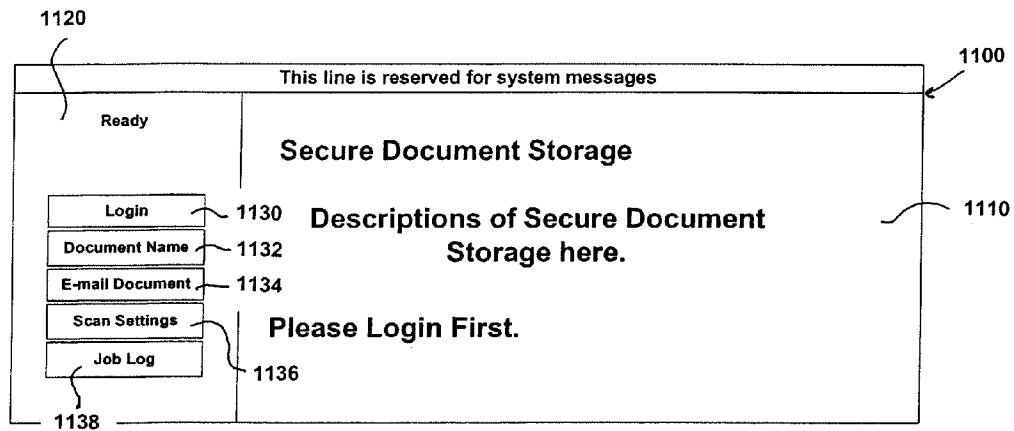 1120
This line is reserved for system messages
1100
Ready
Secure Document Storage
Login
1130
Descriptions of Secure Document
Storage here.
1110
Document Name
1132
E-mail Document
1134
Scan Settings
Please Login First.
Job Log
1136
1138